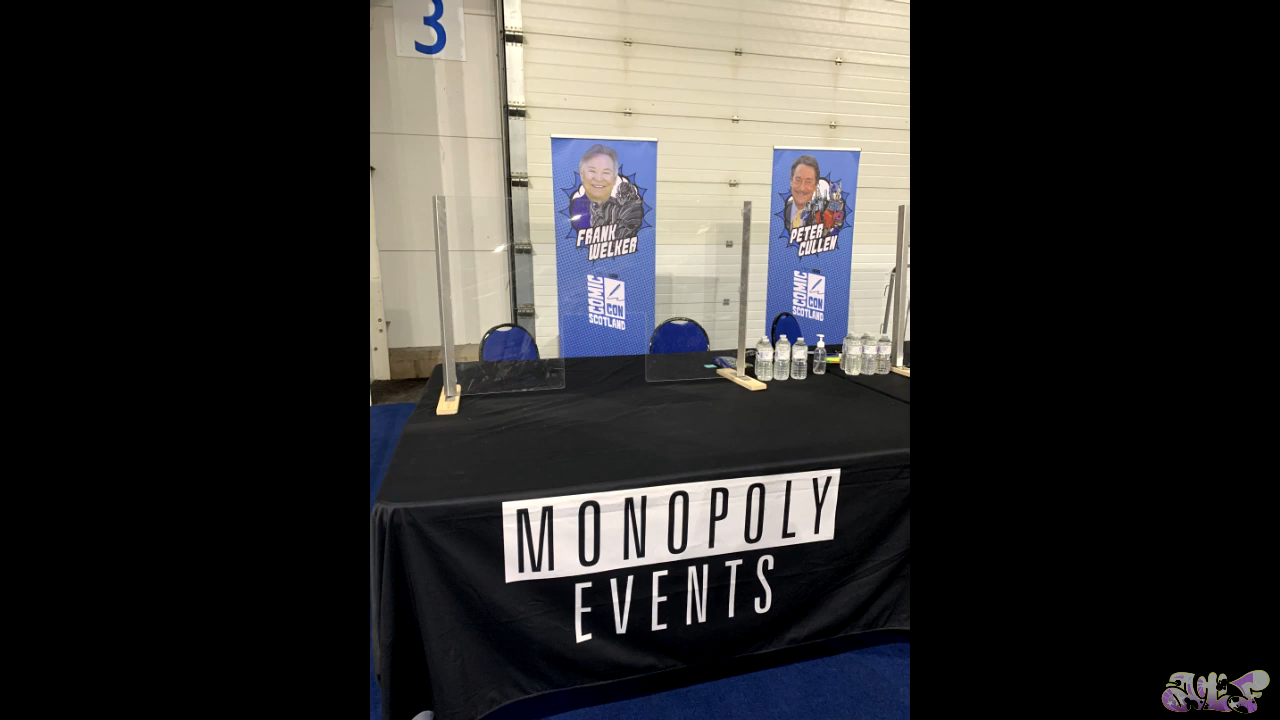 3
FRANK
WELKER
COMIC
CON
SCOTLAND
PETER
CULLEN
COMIC
CON
SCOTLAND
MONOPOLY
EVENTS